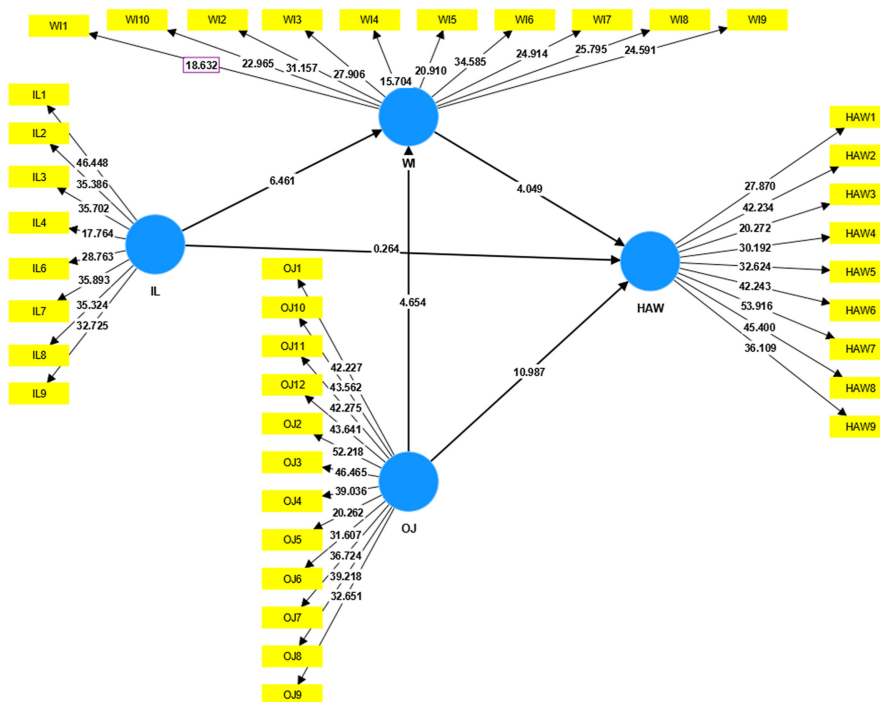 WI1
WI10
WI2
WI3
WI4
WI5
WI6
WI7
WI8
WI9
18.632
22.965
31.157
27.906
15.704
20.910
34.585
24.914
25.795
24.591
WI
IL1
IL2
IL3
IL4
IL6
IL7
IL8
IL9
46.448
35.386
35.702
17.764
28.763
35.893
35.324
32.725
IL
6.461
4.049
0.264
4.654
10.987
HAW1
HAW2
HAW3
HAW4
HAW5
HAW6
HAW7
HAW8
HAW9
27.870
42.234
20.272
30.192
32.624
42.243
53.916
45.400
36.109
HAW
OJ1
OJ10
OJ11
OJ12
OJ2
OJ3
OJ4
OJ5
OJ6
OJ7
OJ8
OJ9
42.227
43.562
42.275
43.641
52.218
46.465
39.036
20.262
31.607
36.724
39.218
32.651
OJ